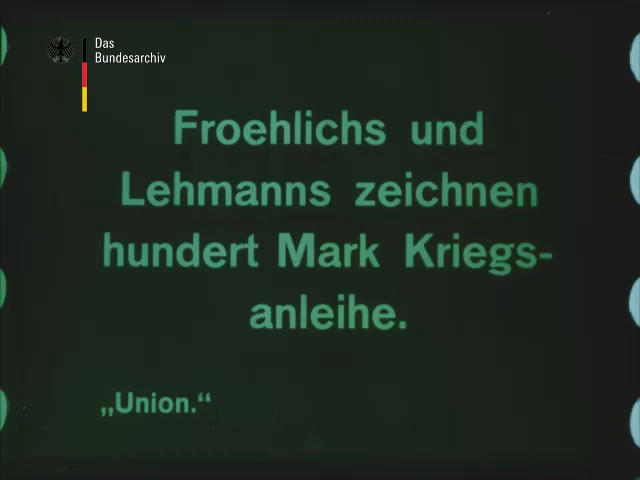 Das
Bundesarchiv
Froehlichs und
Lehmanns zeichnen
hundert Mark Kriegs-
anleihe.
„Union.“